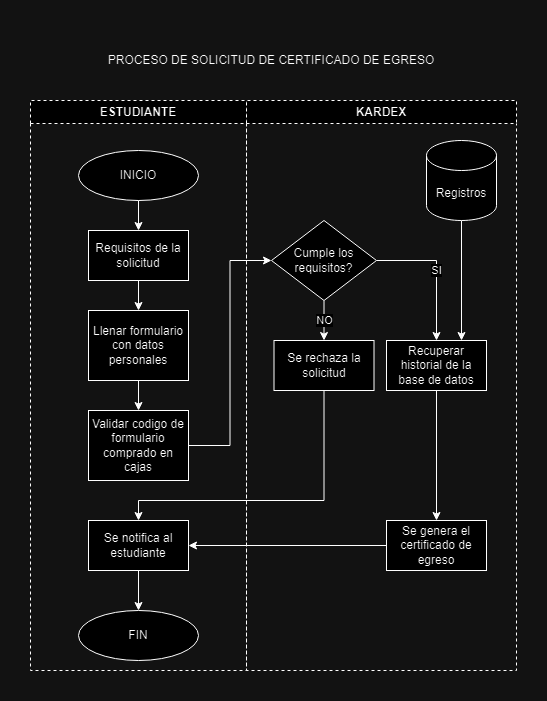 PROCESO DE SOLICITUD DE CERTIFICADO DE EGRESO
ESTUDIANTE
KARDEX
INICIO
Registros
Requisitos de la
solicitud
Cumple los
requisitos?
SI
NO
Llenar formulario
con datos
personales
Se rechaza la
solicitud
Recuperar
historial de la
base de datos
Validar codigo de
formulario
comprado en
cajas
Se notifica al
estudiante
Se genera el
certificado de
egreso
FIN